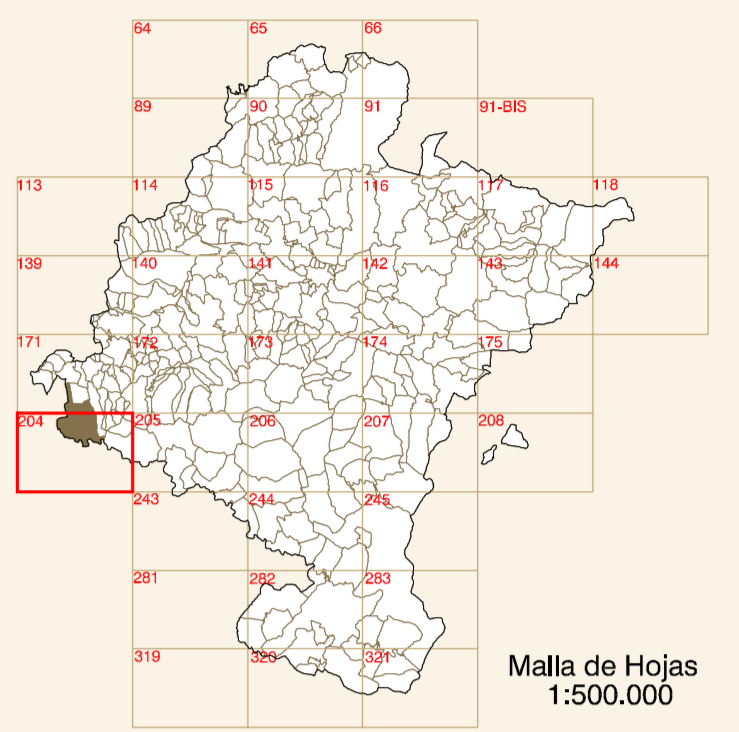 64 65 66
89 90 91 91-BIS
113 114 115 116 117 118
139 140 141 142 143 144
171 172 173 174 175
204 205 206 207 208
243 244 245
281 282 283
319 320 321
Malla de Hojas
1:500.000